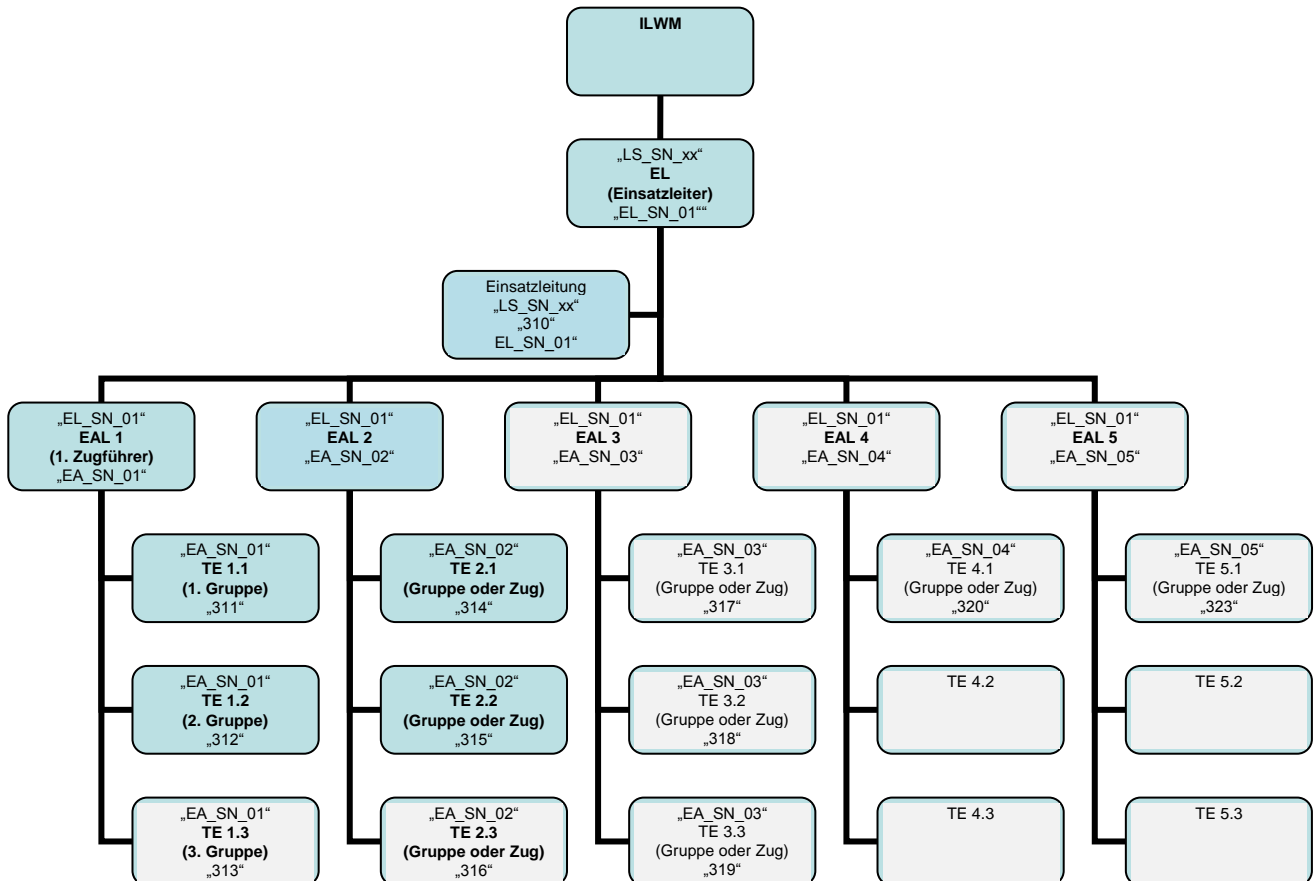 ILWM
„LS_SN_xx“
EL
(Einsatzleiter)
„EL_SN_01““
Einsatzleitung
„LS_SN_xx“
„310“
EL_SN_01“
„EL_SN_01“
EAL 1
(1. Zugführer)
„EA_SN_01“
„EL_SN_01“
EAL 2
„EA_SN_02“
„EL_SN_01“
EAL 3
„EA_SN_03“
„EL_SN_01“
EAL 4
„EA_SN_04“
„EL_SN_01“
EAL 5
„EA_SN_05“
„EA_SN_01“
TE 1.1
(1. Gruppe)
„311“
„EA_SN_02“
TE 2.1
(Gruppe oder Zug)
„314“
„EA_SN_03“
TE 3.1
(Gruppe oder Zug)
„317“
„EA_SN_04“
TE 4.1
(Gruppe oder Zug)
„320“
„EA_SN_05“
TE 5.1
(Gruppe oder Zug)
„323“
„EA_SN_01“
TE 1.2
(2. Gruppe)
„312“
„EA_SN_02“
TE 2.2
(Gruppe oder Zug)
„315“
„EA_SN_03“
TE 3.2
(Gruppe oder Zug)
„318“
TE 4.2
TE 5.2
„EA_SN_01“
TE 1.3
(3. Gruppe)
„313“
„EA_SN_02“
TE 2.3
(Gruppe oder Zug)
„316“
„EA_SN_03“
TE 3.3
(Gruppe oder Zug)
„319“
TE 4.3
TE 5.3